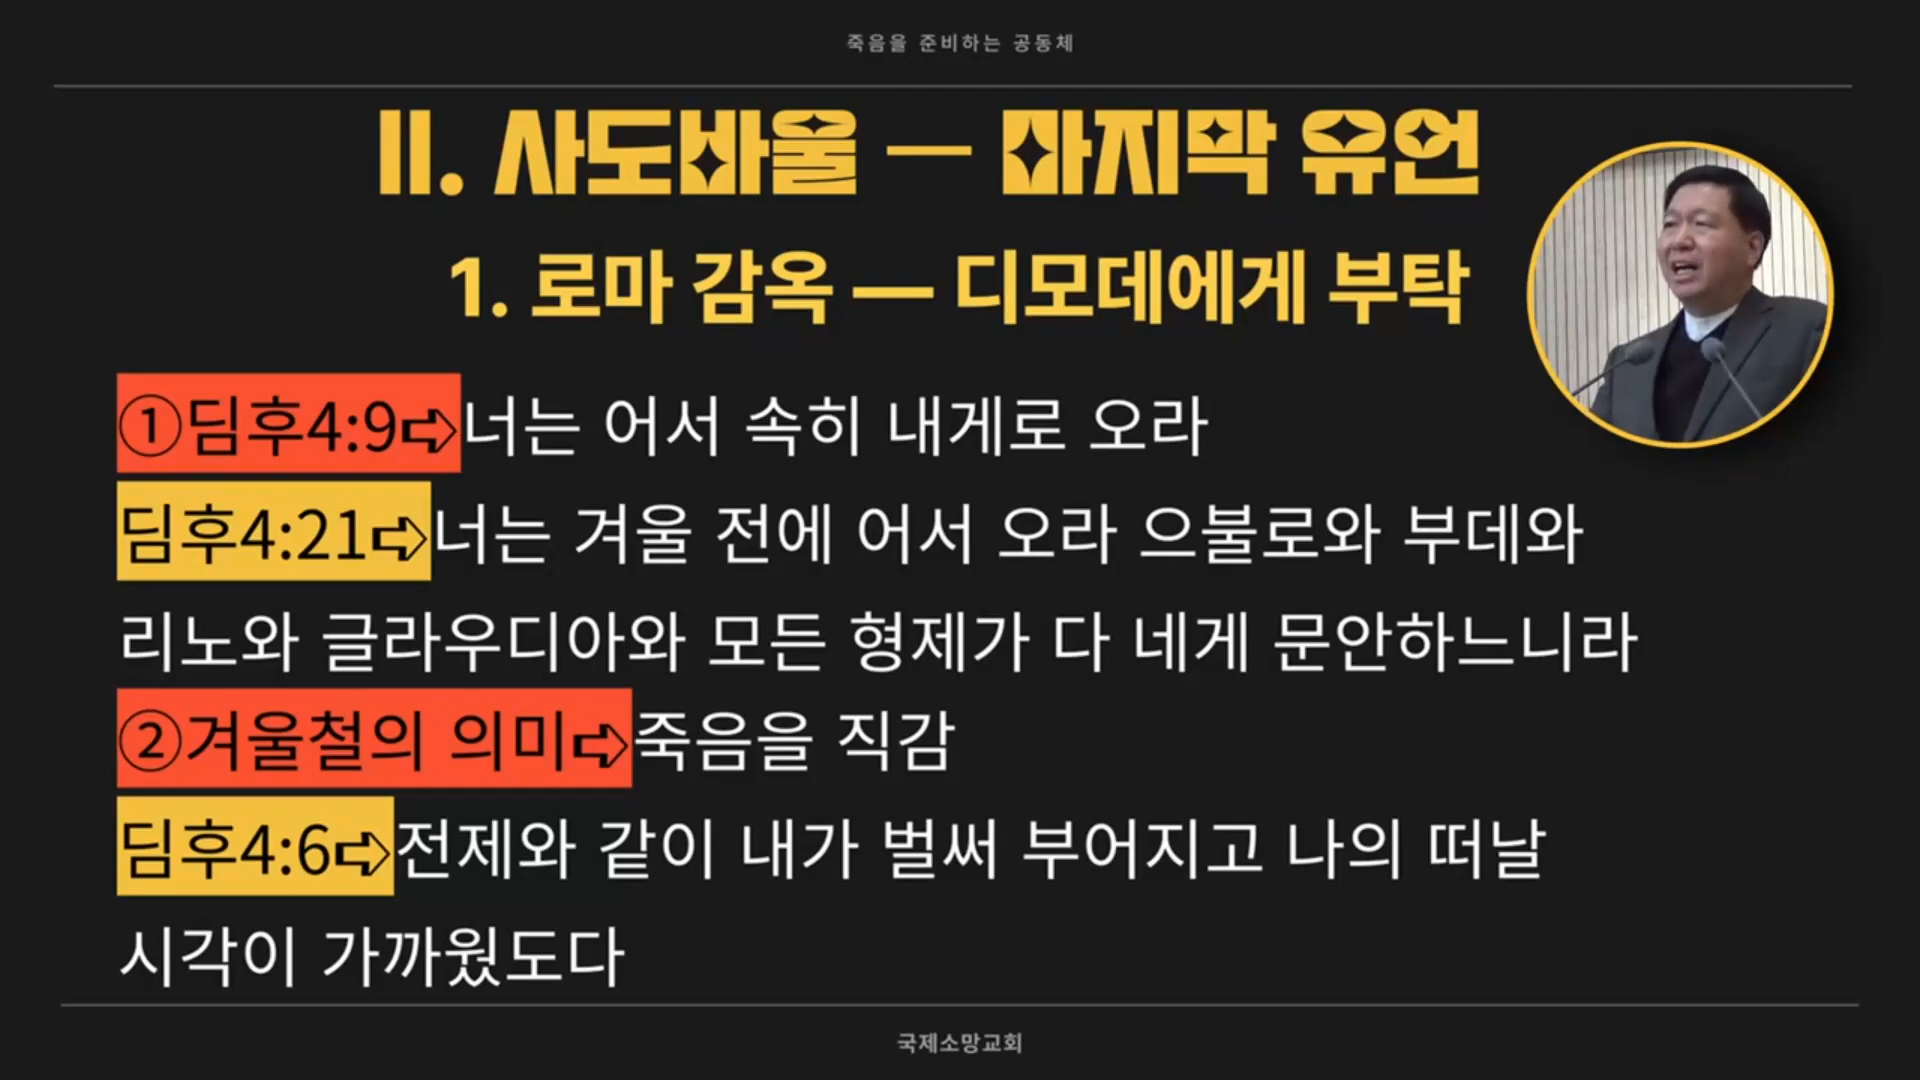 죽음을 준비하는 공동체
II. 사도바울 — 마지막 유언
1. 로마 감옥 — 디모데에게 부탁
①딤후4:9➪너는 어서 속히 내게로 오라
딤후4:21➪너는 겨울 전에 어서 오라 으불로와 부데와
리노와 글라우디아와 모든 형제가 다 네게 문안하느니라
②겨울철의 의미➪죽음을 직감
딤후4:6➪전제와 같이 내가 벌써 부어지고 나의 떠날
시각이 가까웠도다
국제소망교회